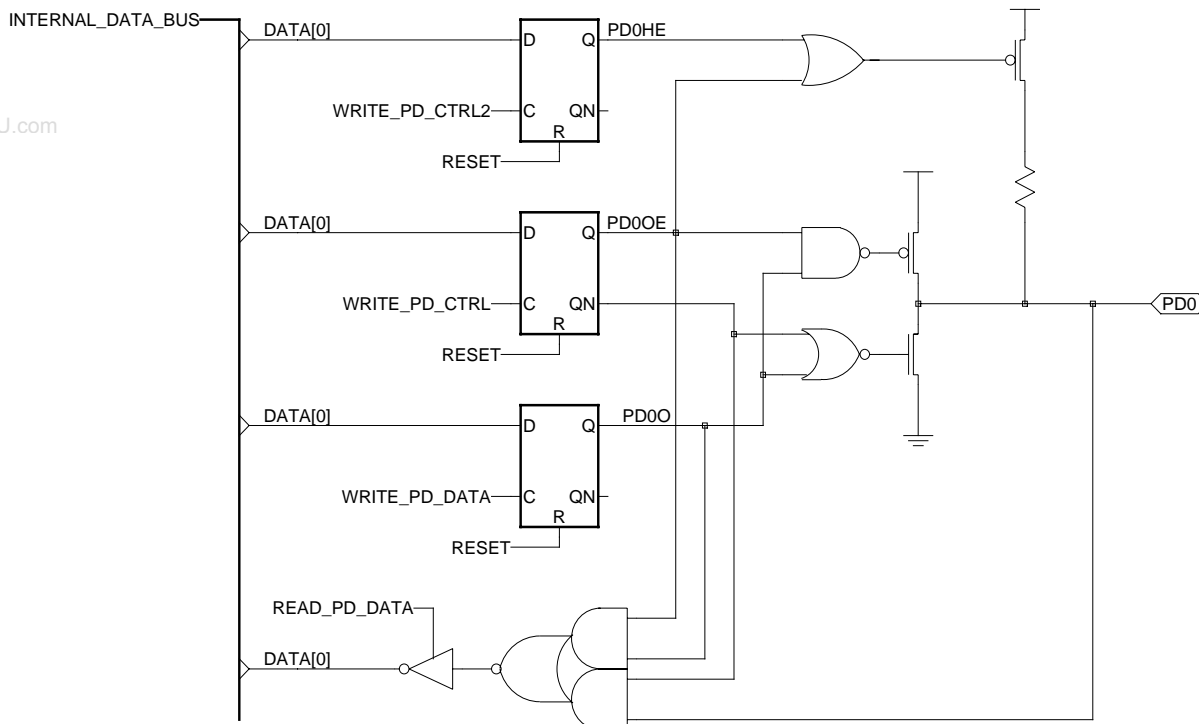 INTERNAL_DATA_BUS
DATA[0]
D
Q
PD0HE
WRITE_PD_CTRL2
C
QN
R
RESET
U.com
DATA[0]
D
Q
PD0OE
WRITE_PD_CTRL
C
QN
R
RESET
PD0
DATA[0]
D
Q
PD0O
WRITE_PD_DATA
C
QN
R
RESET
READ_PD_DATA
DATA[0]